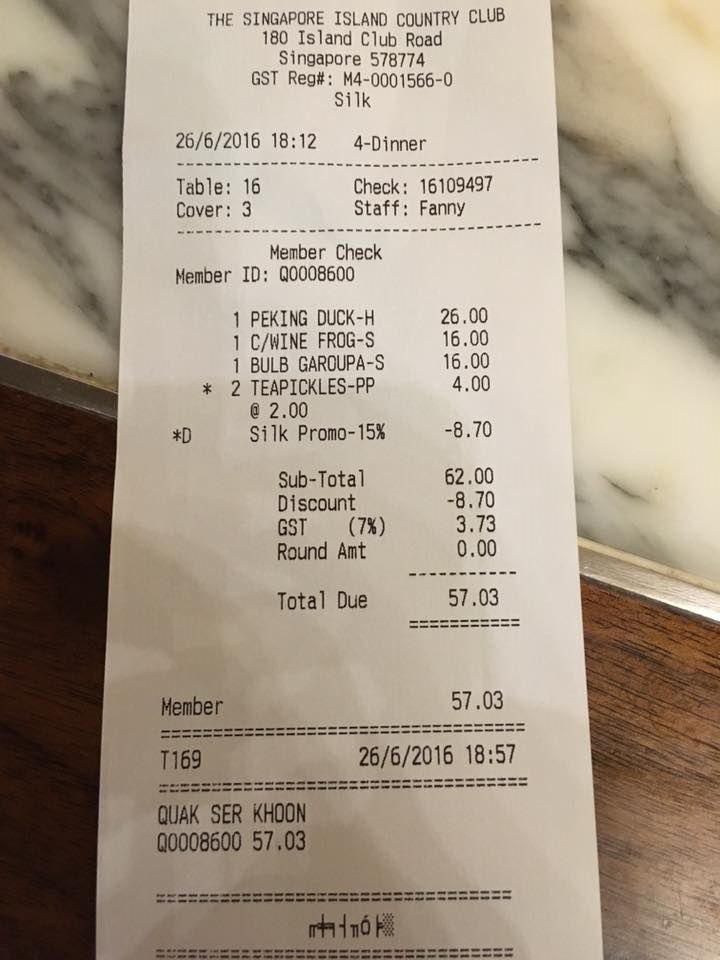 THE SINGAPORE ISLAND COUNTRY CLUB
180 Island Club Road
Singapore 578774
GST Reg#: M4-0001566-0
Silk
26/6/2016 18:12 4-Dinner
Table: 16 Check: 16109497
Cover: 3 Staff: Fanny
Member Check
Member ID: Q0008600
1 PEKING DUCK-H 26.00
1 C/WINE FROG-S 16.00
1 BULB GAROUPA-S 16.00
* 2 TEAPICKLES-PP 4.00
@ 2.00
*D Silk Promo-15% -8.70
Sub-Total 62.00
Discount -8.70
GST (7%) 3.73
Round Amt 0.00
Total Due 57.03
Member 57.03
T169 26/6/2016 18:57
QUAK SER KHOON
Q0008600 57.03